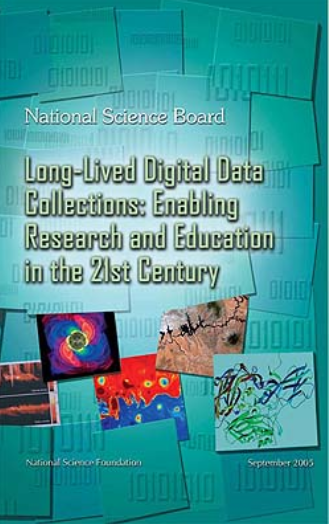 National Science Board
Long-Lived Digital Data
Collections: Enabling
Research and Education
in the 21st Century
National Science Foundation
September 2005